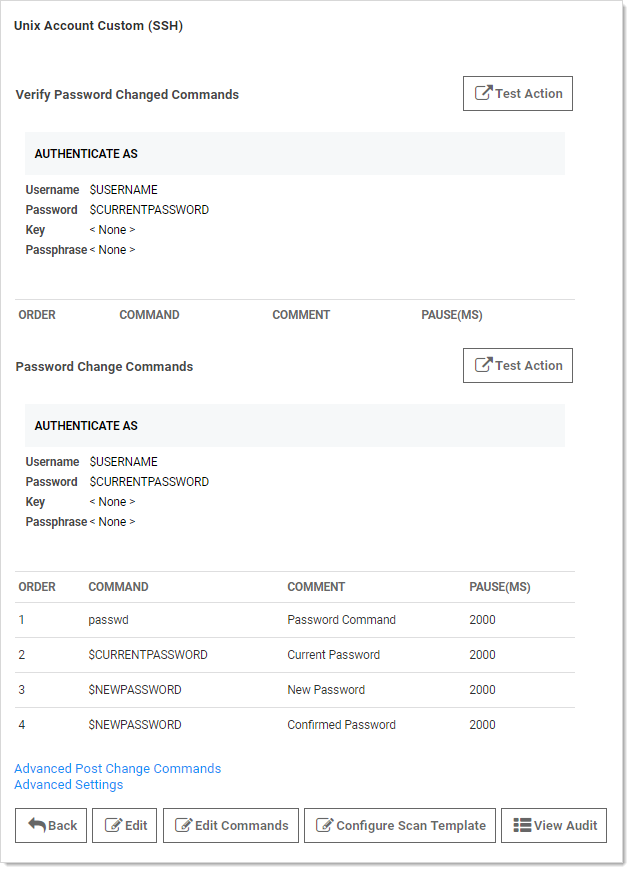 Unix Account Custom (SSH)
Verify Password Changed Commands
Test Action
AUTHENTICATE AS
Username $USERNAME
Password $CURRENTPASSWORD
Key < None >
Passphrase < None >
ORDER COMMAND COMMENT PAUSE(MS)
Password Change Commands
Test Action
AUTHENTICATE AS
Username $USERNAME
Password $CURRENTPASSWORD
Key < None >
Passphrase < None >
ORDER COMMAND COMMENT PAUSE(MS)
1 passwd Password Command 2000
2 $CURRENTPASSWORD Current Password 2000
3 $NEWPASSWORD New Password 2000
4 $NEWPASSWORD Confirmed Password 2000
Advanced Post Change Commands
Advanced Settings
Back Edit Edit Commands Configure Scan Template View Audit